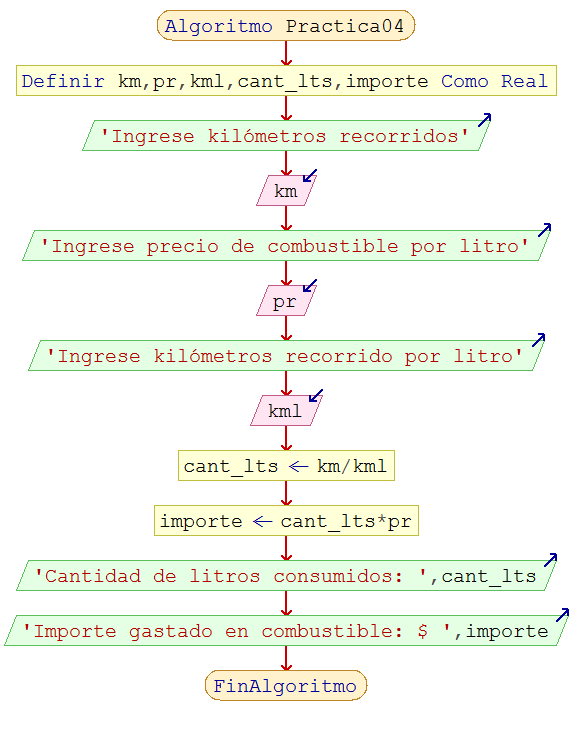 Algoritmo Practica04
Definir km,pr,kml,cant_lts,importe Como Real
'Ingrese kilómetros recorridos'
km
'Ingrese precio de combustible por litro'
pr
'Ingrese kilómetros recorrido por litro'
kml
cant_lts ← km/kml
importe ← cant_lts*pr
'Cantidad de litros consumidos: ',cant_lts
'Importe gastado en combustible: $ ',importe
FinAlgoritmo